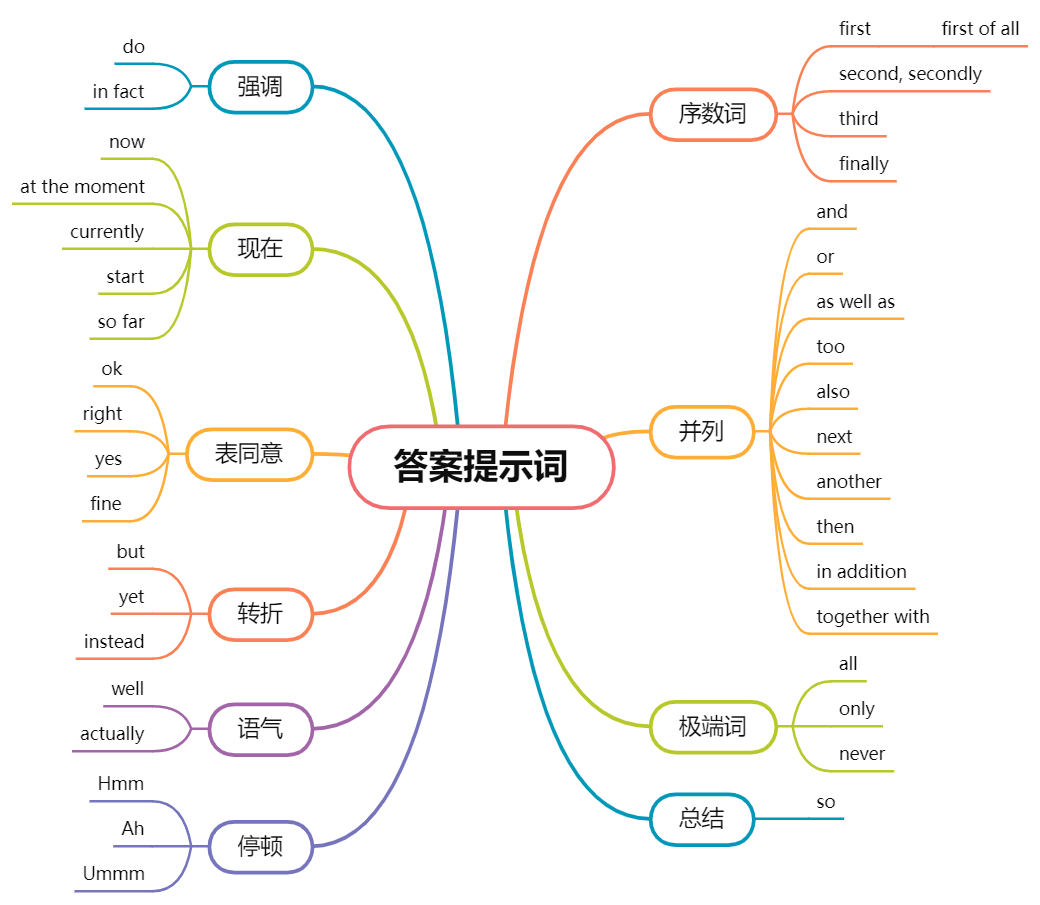 答案提示词
序数词
first
first of all
second, secondly
third
finally
并列
and
or
as well as
too
also
next
another
then
in addition
together with
极端词
all
only
never
总结
so
强调
do
in fact
现在
now
at the moment
currently
start
so far
表同意
ok
right
yes
fine
转折
but
yet
instead
语气
well
actually
停顿
Hmm
Ah
Ummm